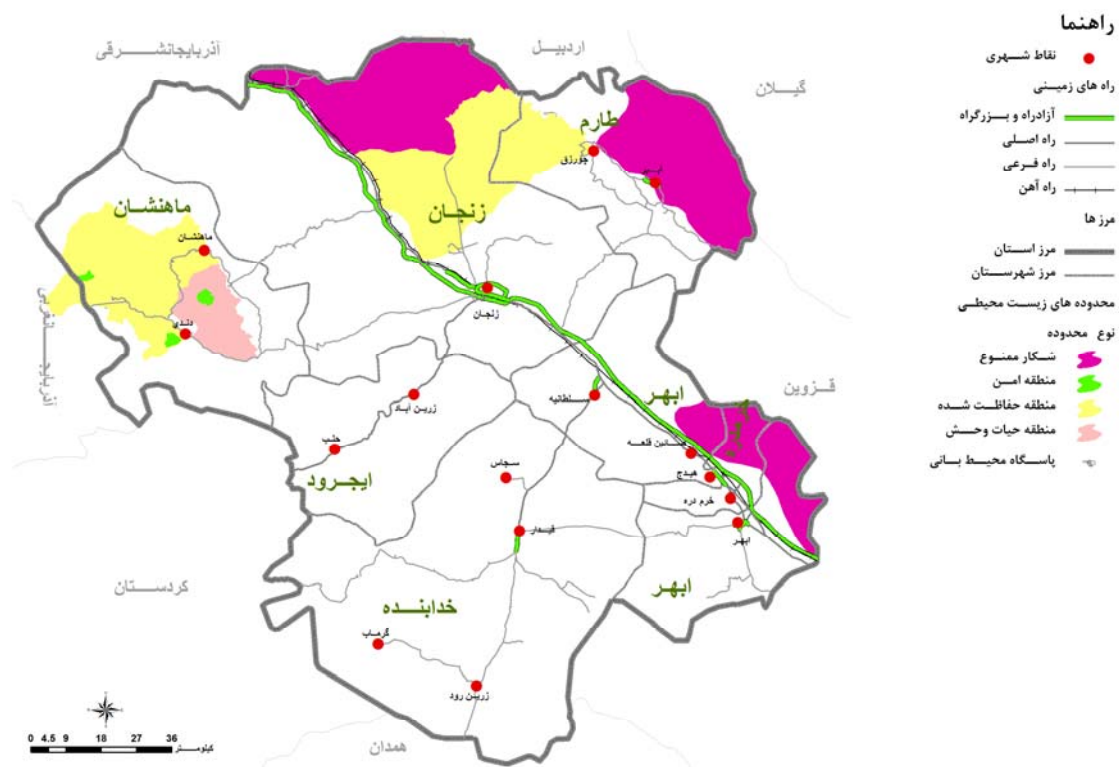 راهنما
نقاط شهری
راه های زمینی
آزادراه و بزرگراه
راه اصلی
راه فرعی
راه آهن
مرز ها
مرز استان
مرز شهرستان
محدوده های زیست محیطی
نوع محدوده
شکار ممنوع
منطقه امن
منطقه حفاظت شده
منطقه حیات وحش
پاسگاه محیط بانی
اردبیل
آذربایجانشرقی
گیلان
طارم
چورزق
زنجان
ماهنشان
ماهنشان
دندی
زنجان
آذربایجانغربی
قزوین
ابهر
سلطانیه
زرین آباد
حلب
ایجرود
سجاس
صائین قلعه
هیدج
خرم دره
ابهر
قیدار
ابهر
کردستان
خدابنده
گرماب
زرین رود
همدان
0 4.5 9 18 27 36
کیلومتر